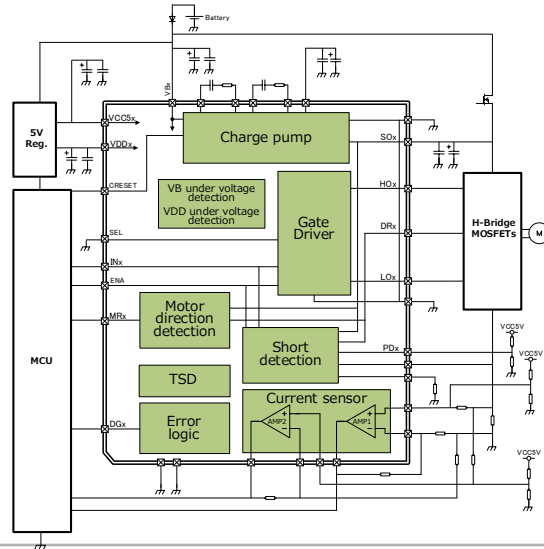 Battery
VBx
5V
Reg.
VCC5x
VDDx
Charge pump
SOx
CRESET
VB under voltage
detection
VDD under voltage
detection
Gate
Driver
HOx
DRx
LOx
H-Bridge
MOSFETs
M
SEL
INx
ENA
MRx
Motor
direction
detection
MCU
Short
detection
PDx
VCC5V
VCC5V
TSD
Current sensor
AMP2
AMP1
+
−
+
−
DGx
Error
logic
VCC5V